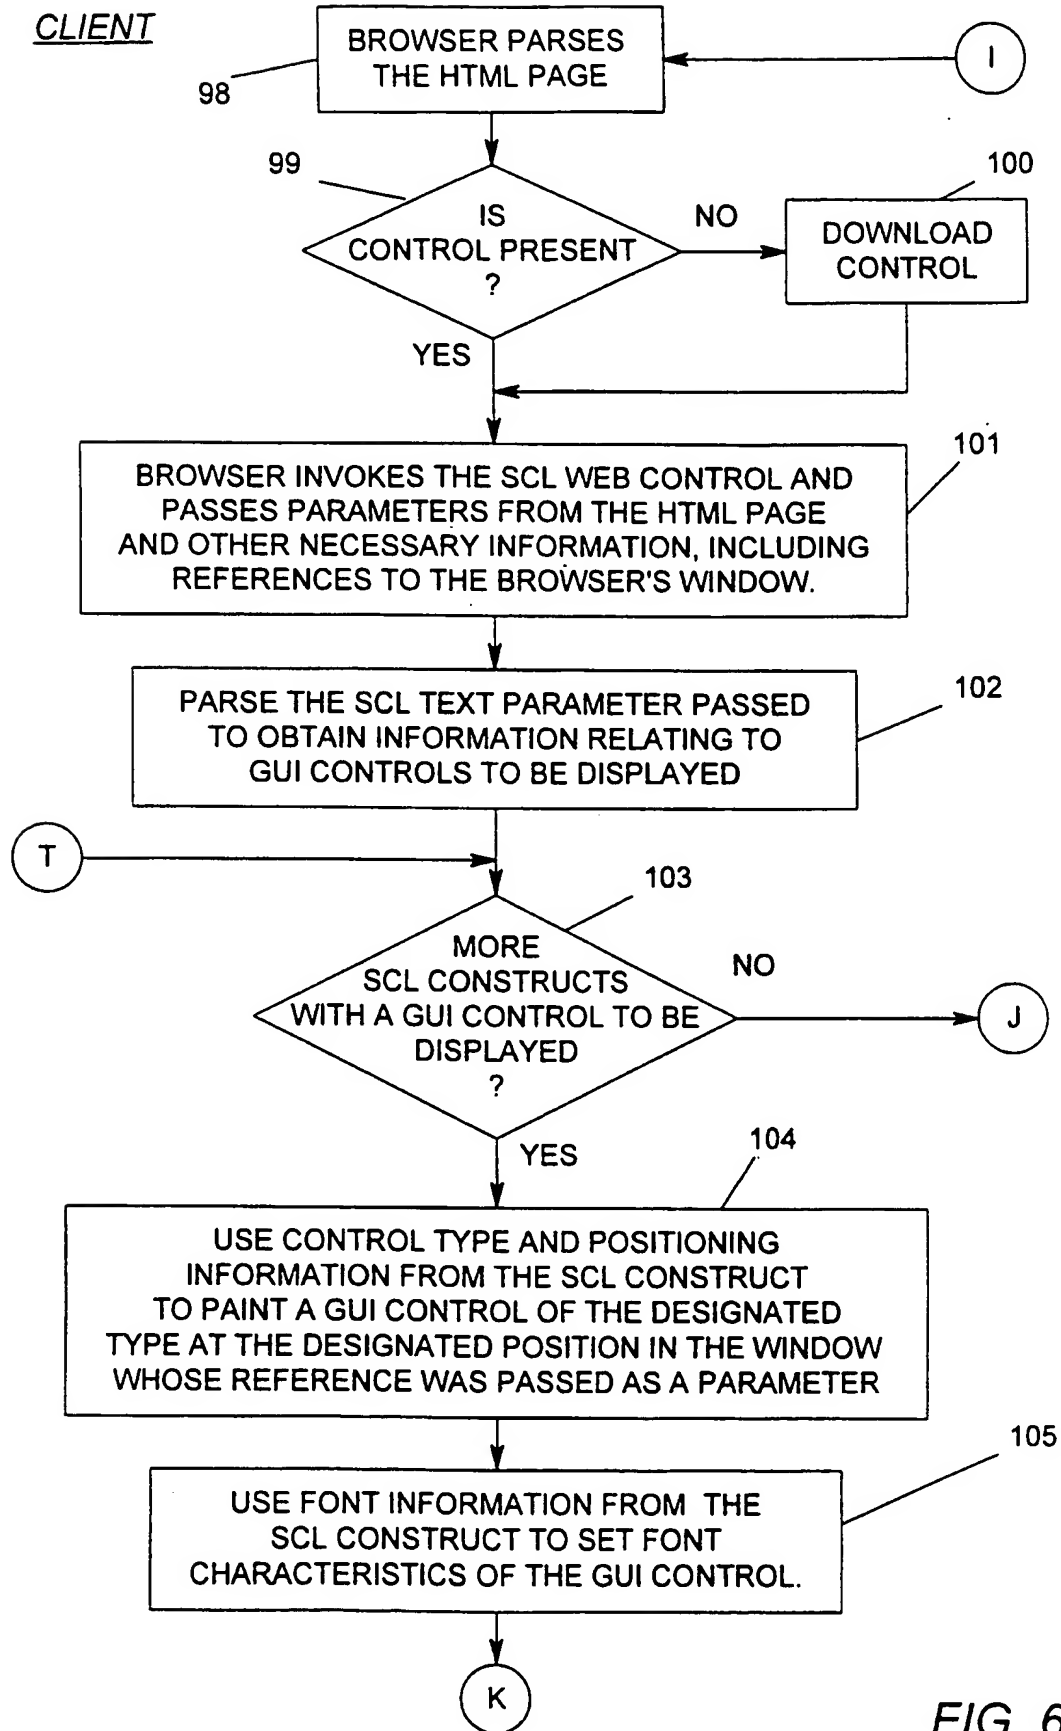 CLIENT
BROWSER PARSES
THE HTML PAGE
I
98
99
100
IS
CONTROL PRESENT
?
NO
DOWNLOAD
CONTROL
YES
101
BROWSER INVOKES THE SCL WEB CONTROL AND
PASSES PARAMETERS FROM THE HTML PAGE
AND OTHER NECESSARY INFORMATION, INCLUDING
REFERENCES TO THE BROWSER'S WINDOW.
102
PARSE THE SCL TEXT PARAMETER PASSED
TO OBTAIN INFORMATION RELATING TO
GUI CONTROLS TO BE DISPLAYED
T
103
MORE
SCL CONSTRUCTS
WITH A GUI CONTROL TO BE
DISPLAYED
?
NO
J
YES
104
USE CONTROL TYPE AND POSITIONING
INFORMATION FROM THE SCL CONSTRUCT
TO PAINT A GUI CONTROL OF THE DESIGNATED
TYPE AT THE DESIGNATED POSITION IN THE WINDOW
WHOSE REFERENCE WAS PASSED AS A PARAMETER
105
USE FONT INFORMATION FROM THE
SCL CONSTRUCT TO SET FONT
CHARACTERISTICS OF THE GUI CONTROL.
K
FIG. 6